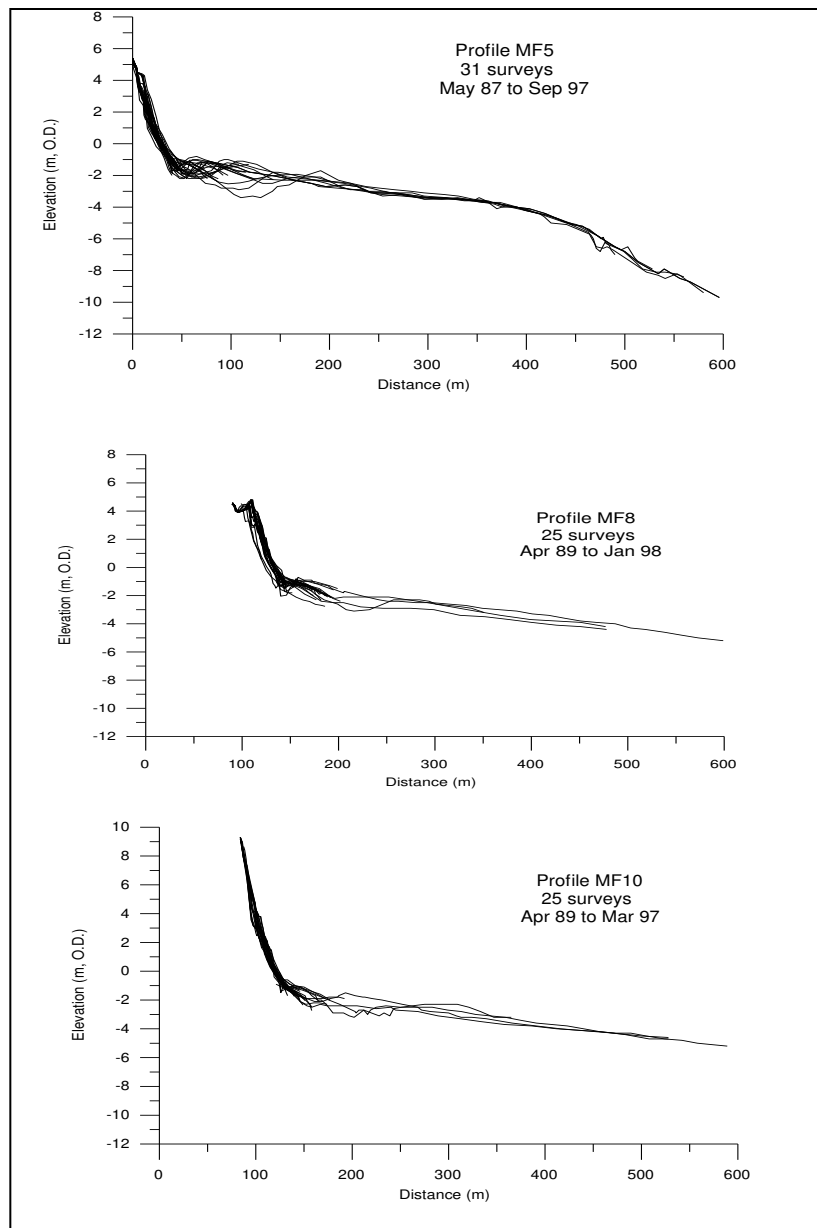 Profile MF5
31 surveys
May 87 to Sep 97
8
6
4
2
0
-2
-4
-6
-8
-10
-12
Elevation (m, O.D.)
0 100 200 300 400 500 600
Distance (m)
Profile MF8
25 surveys
Apr 89 to Jan 98
8
6
4
2
0
-2
-4
-6
-8
-10
-12
Elevation (m, O.D.)
0 100 200 300 400 500 600
Distance (m)
Profile MF10
25 surveys
Apr 89 to Mar 97
10
8
6
4
2
0
-2
-4
-6
-8
-10
-12
Elevation (m, O.D.)
0 100 200 300 400 500 600
Distance (m)